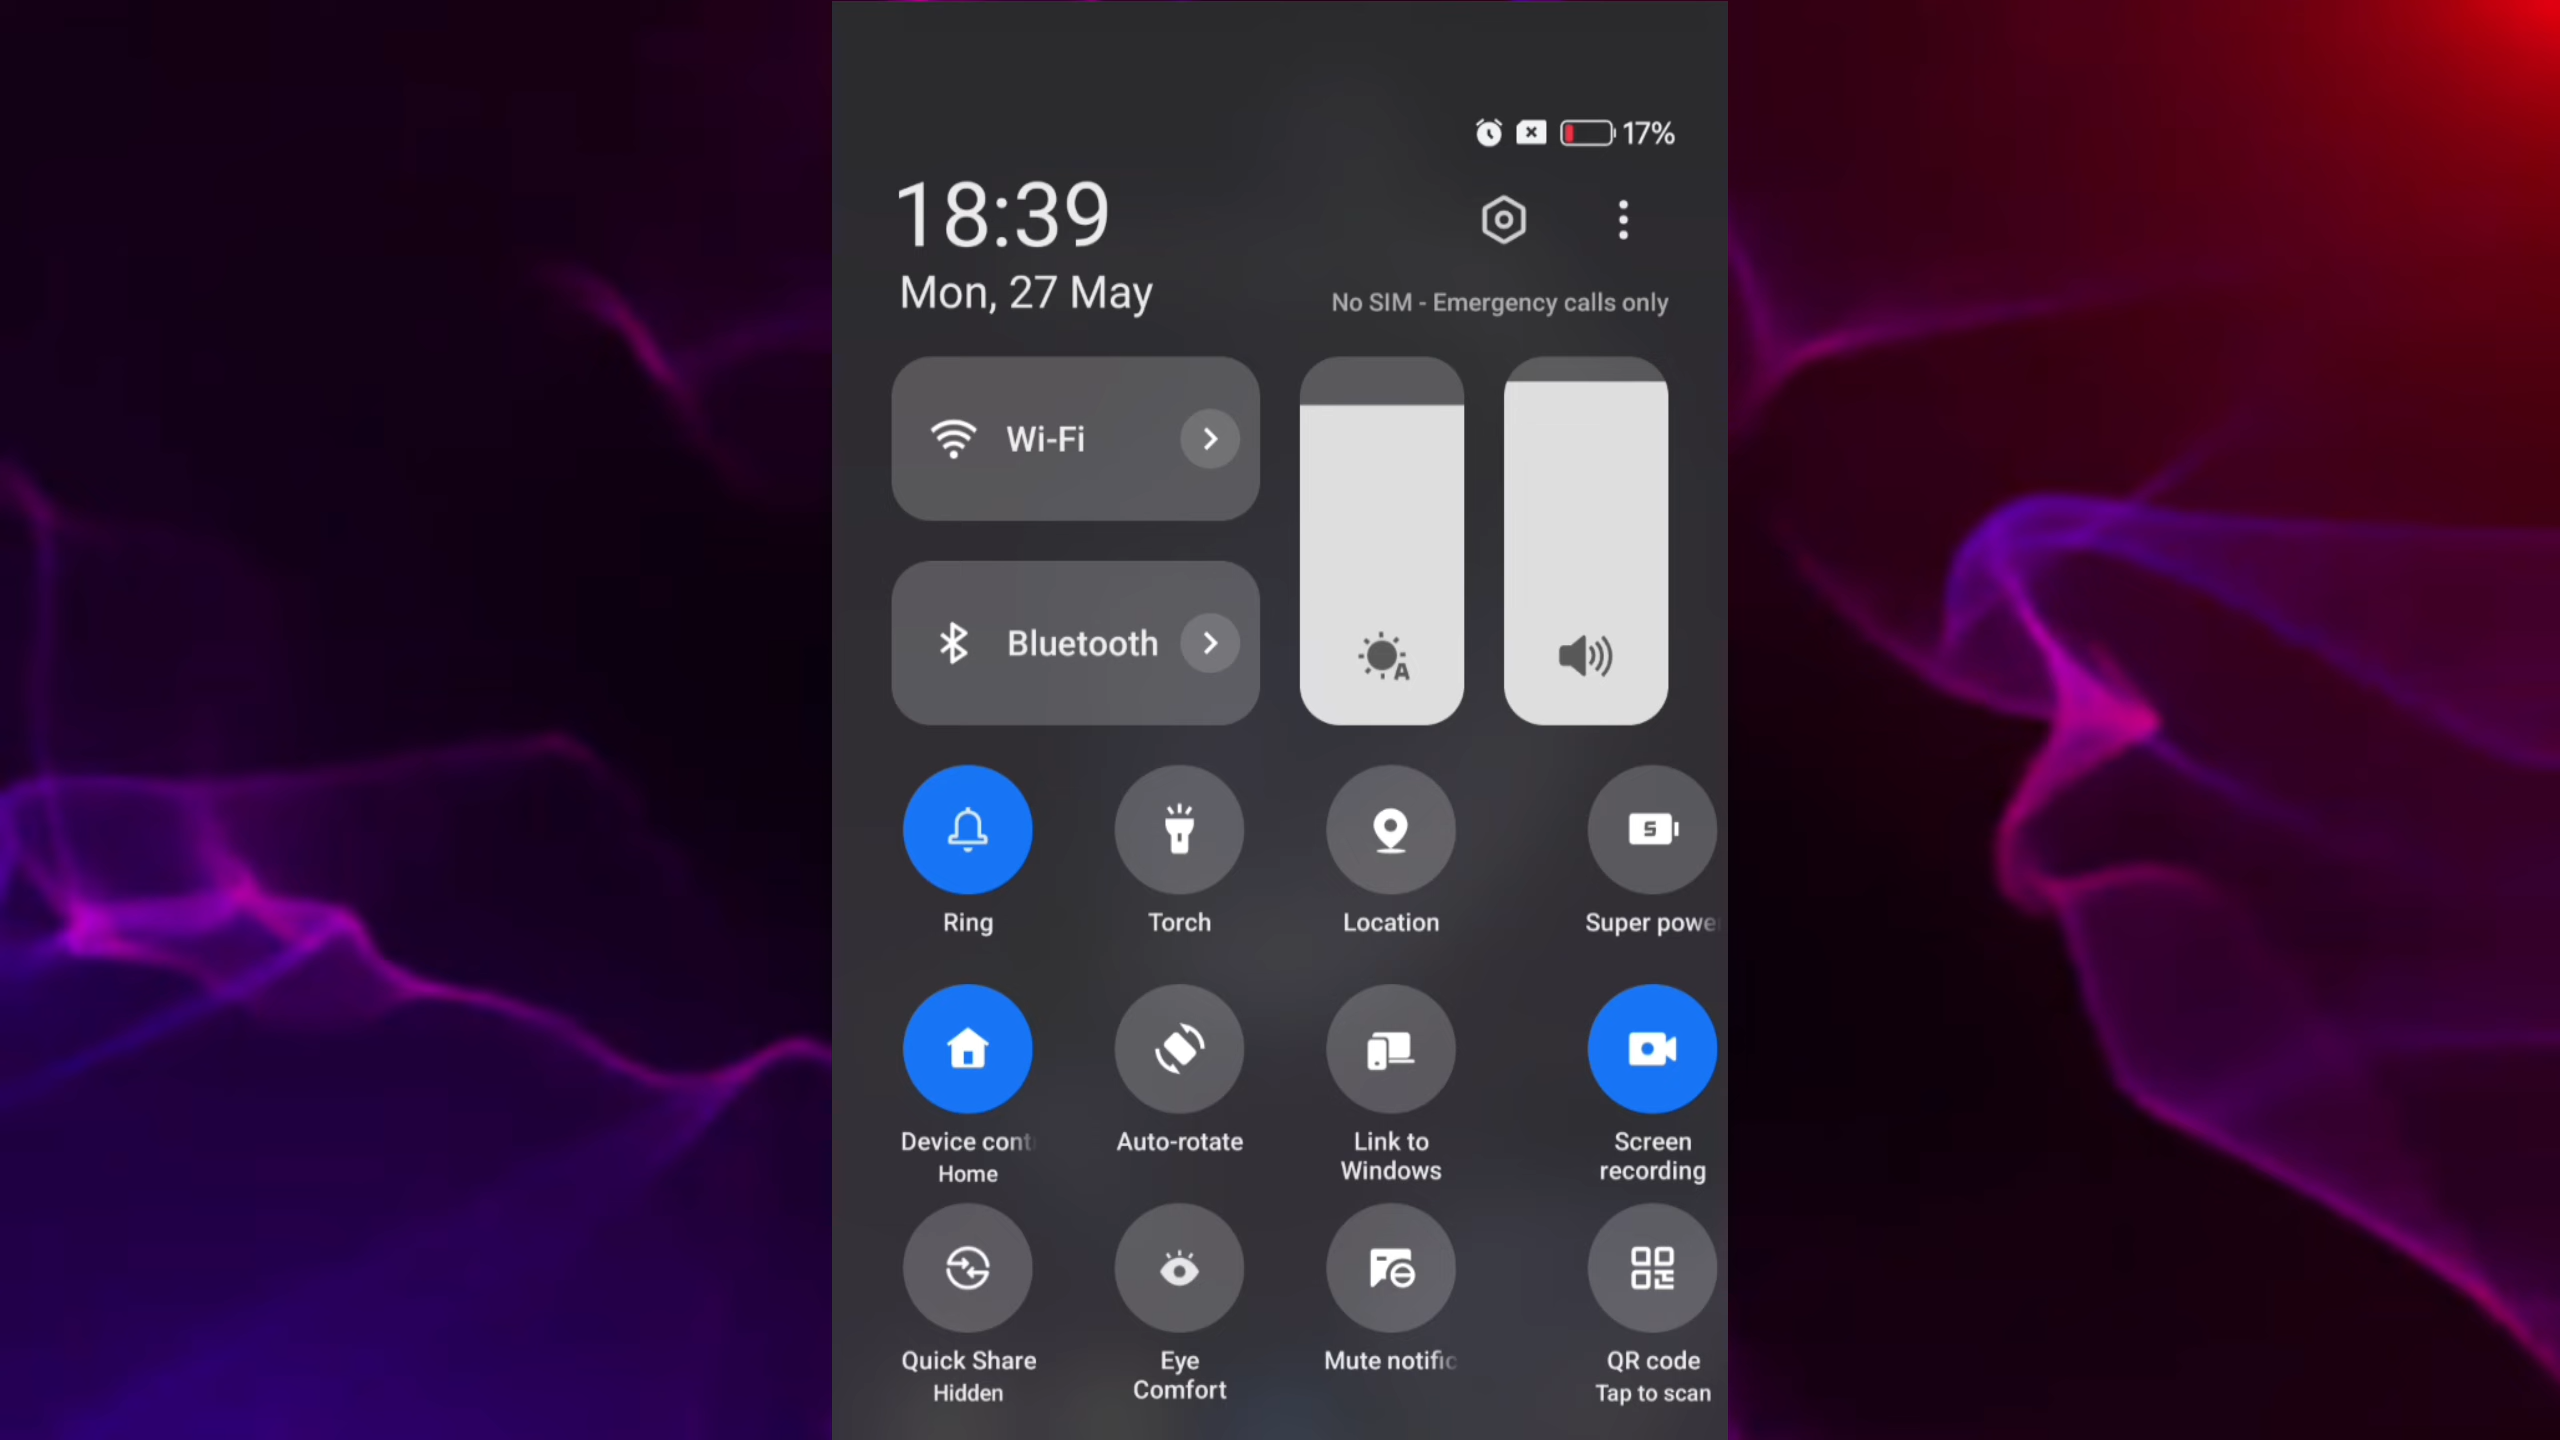 17%
18:39
Mon, 27 May
No SIM - Emergency calls only
Wi-Fi
Bluetooth
A
Ring
Torch
Location
S
Super powe
Device cont
Home
Auto-rotate
Link to
Windows
Screen
recording
Quick Share
Hidden
Eye
Comfort
Mute notific
QR code
Tap to scan